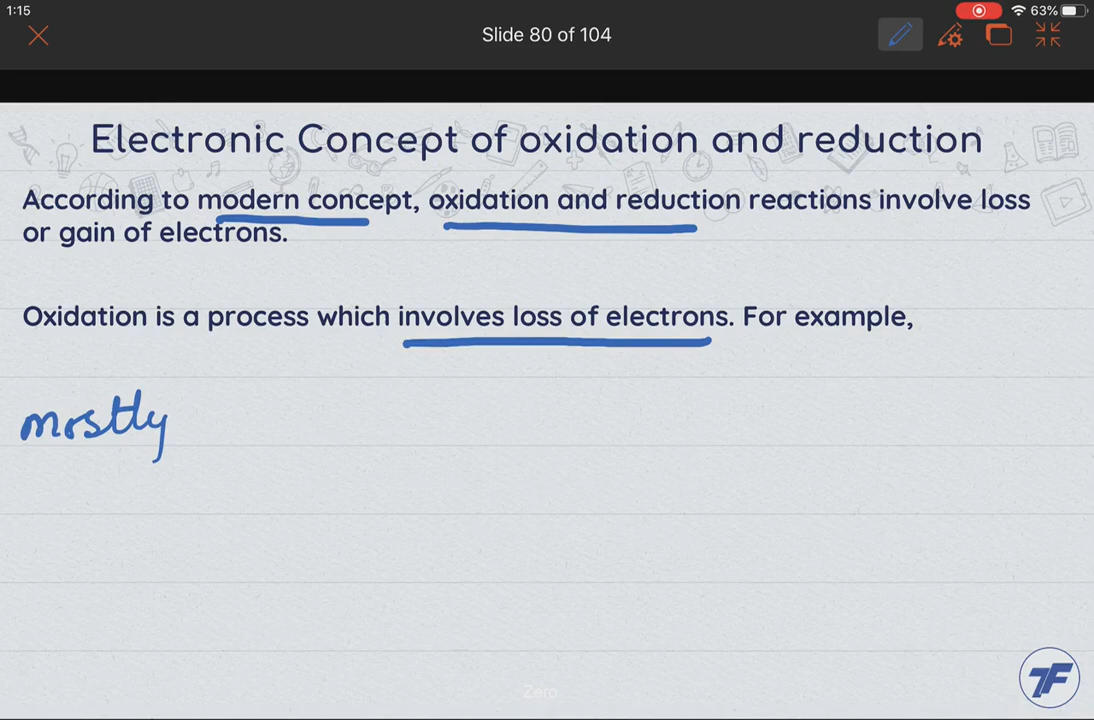 1:15
63%
Slide 80 of 104
Electronic Concept of oxidation and reduction
According to modern concept, oxidation and reduction reactions involve loss
or gain of electrons.
Oxidation is a process which involves loss of electrons. For example,
mostly
Zero
TF